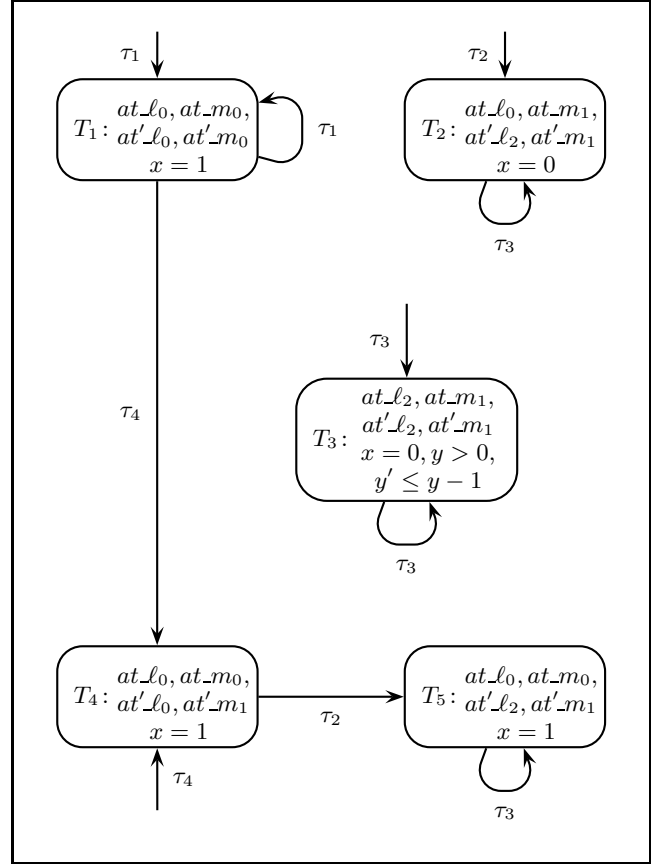 τ₁
τ₂
T₁: at_ℓ₀, at_m₀,
at′_ℓ₀, at′_m₀
x = 1
τ₁
T₂: at_ℓ₀, at_m₁,
at′_ℓ₂, at′_m₁
x = 0
τ₃
τ₃
τ₄
T₃: at_ℓ₂, at_m₁,
at′_ℓ₂, at′_m₁
x = 0, y > 0,
y′ ≤ y − 1
τ₃
T₄: at_ℓ₀, at_m₀,
at′_ℓ₀, at′_m₁
x = 1
τ₂
T₅: at_ℓ₀, at_m₀,
at′_ℓ₂, at′_m₁
x = 1
τ₄
τ₃